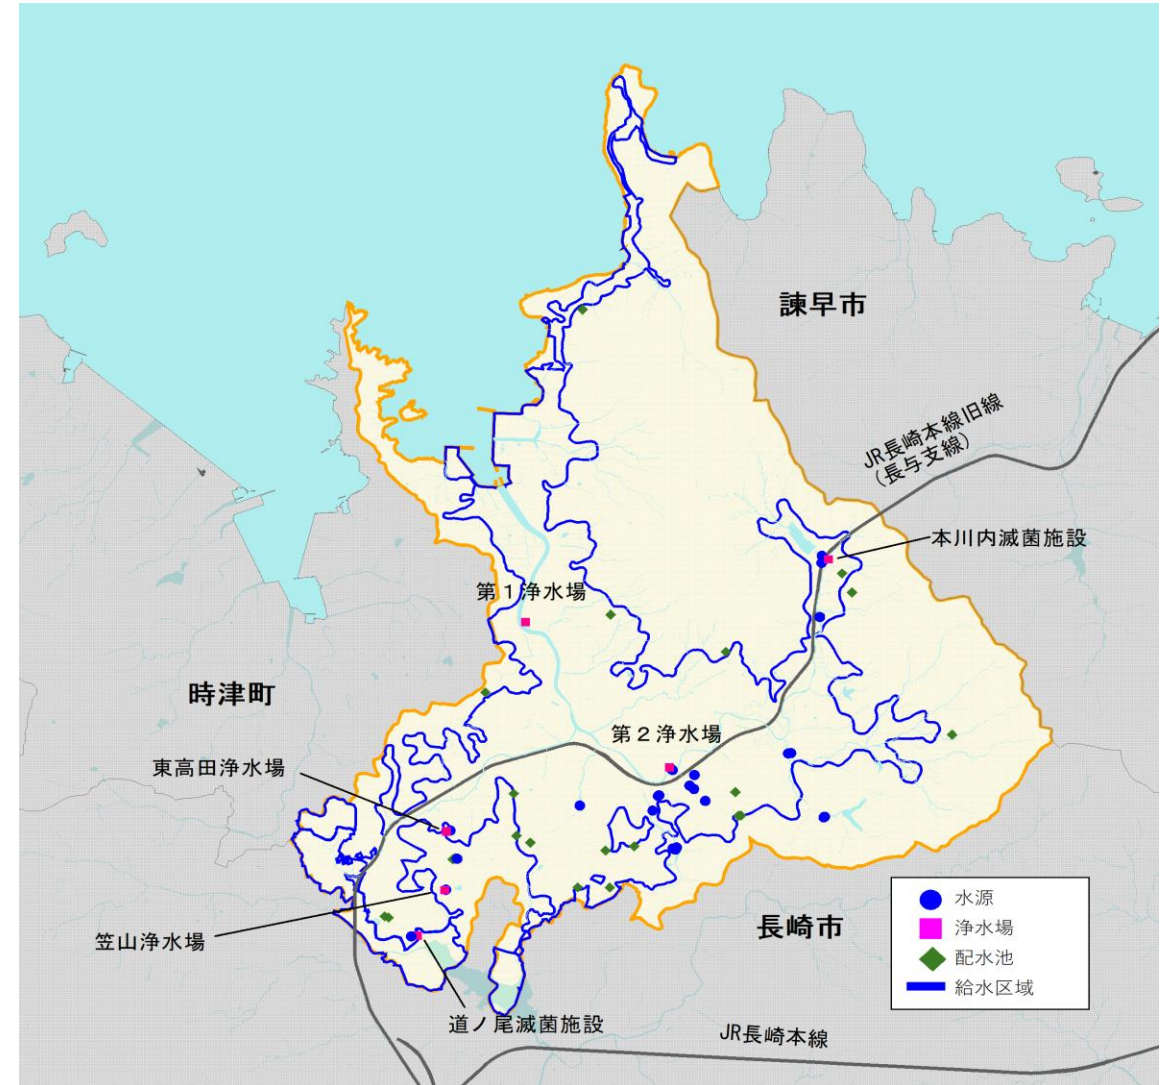 諫早市
JR長崎本線旧線
(長与支線)
本川内滅菌施設
第1浄水場
時津町
第2浄水場
東高田浄水場
水源
浄水場
配水池
給水区域
長崎市
笠山浄水場
道ノ尾滅菌施設
JR長崎本線